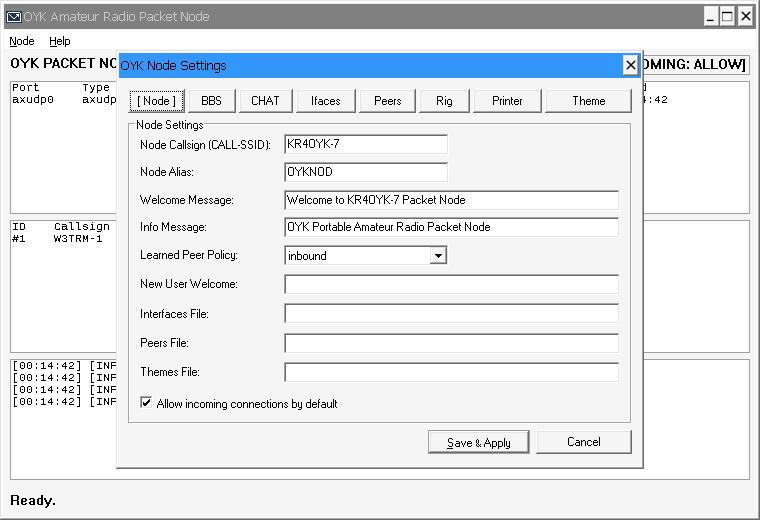 OYK Amateur Radio Packet Node
Node Help
OYK PACKET NO
OMING: ALLOW]
Port Type
axudp0 axudp
:14:42
ID Callsign
#1 W3TRM-1
[00:14:42] [INF
[00:14:42] [INF
[00:14:42] [INF
[00:14:42] [INF
Ready.
OYK Node Settings
[ Node ] BBS CHAT Ifaces Peers Rig Printer Theme
Node Settings
Node Callsign (CALL-SSID): KR4OYK-7
Node Alias: OYKNOD
Welcome Message: Welcome to KR4OYK-7 Packet Node
Info Message: OYK Portable Amateur Radio Packet Node
Learned Peer Policy: inbound
New User Welcome:
Interfaces File:
Peers File:
Themes File:
Allow incoming connections by default
Save & Apply Cancel